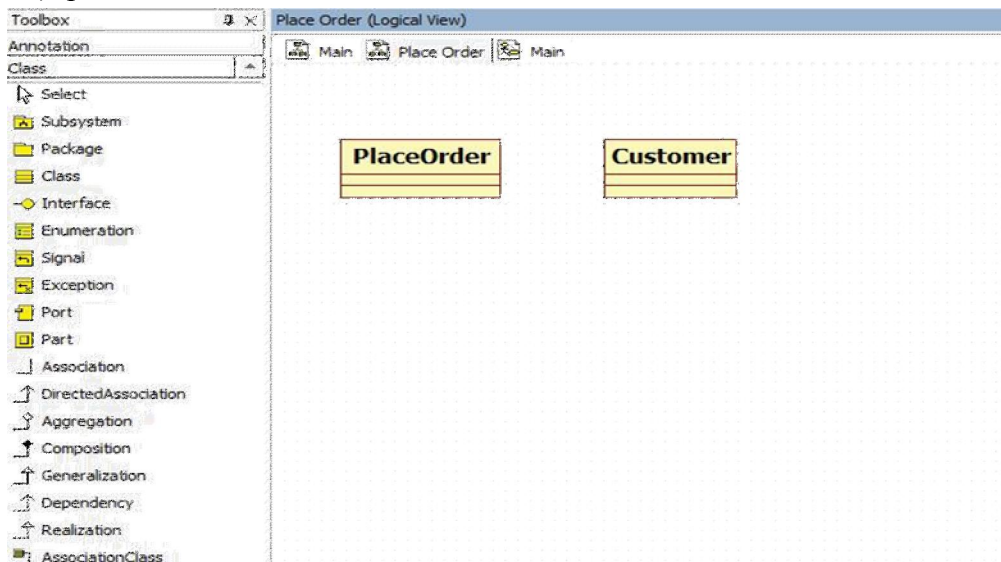 Toolbox
Annotation
Class
Select
Subsystem
Package
Class
Interface
Enumeration
Signal
Exception
Port
Part
Association
DirectedAssociation
Aggregation
Composition
Generalization
Dependency
Realization
AssociationClass
Place Order (Logical View)
Main Place Order Main
PlaceOrder Customer